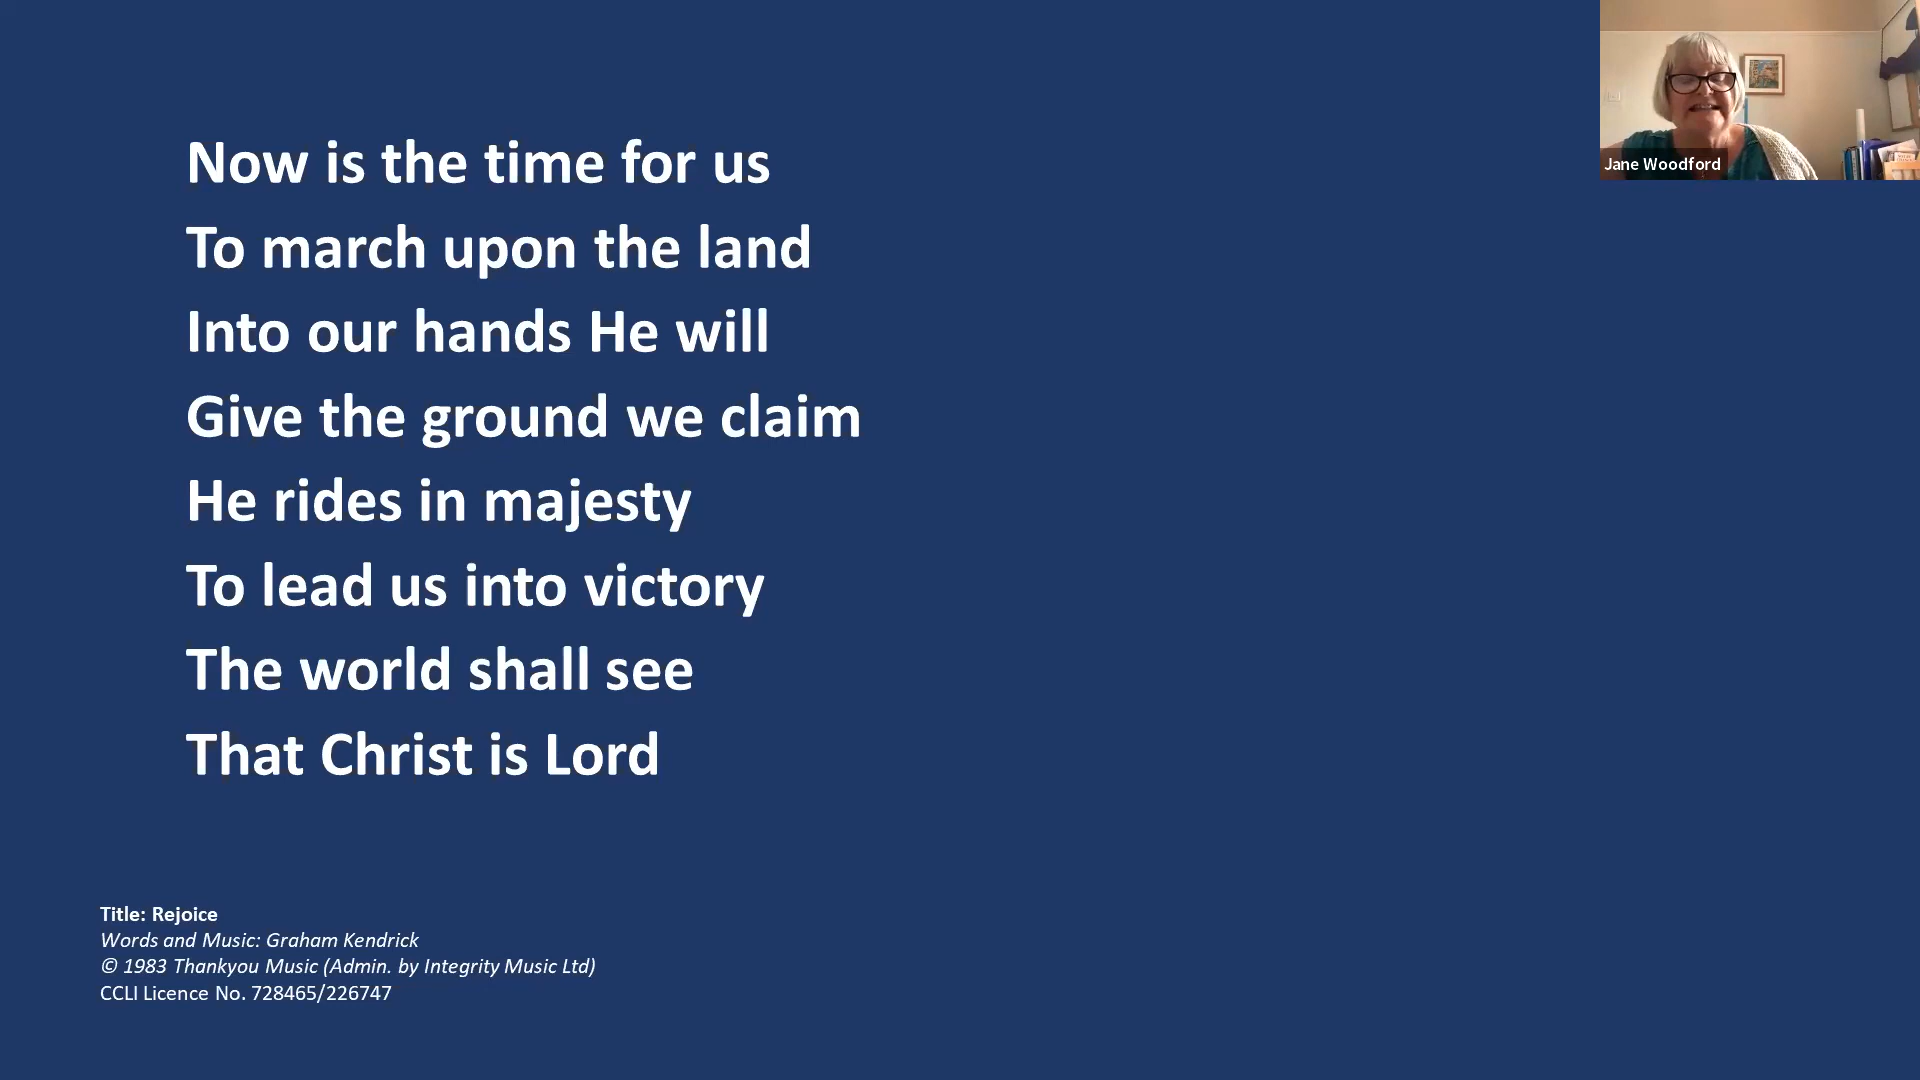 Now is the time for us
To march upon the land
Into our hands He will
Give the ground we claim
He rides in majesty
To lead us into victory
The world shall see
That Christ is Lord
Title: Rejoice
Words and Music: Graham Kendrick
© 1983 Thankyou Music (Admin. by Integrity Music Ltd)
CCLI Licence No. 728465/226747
Jane Woodford